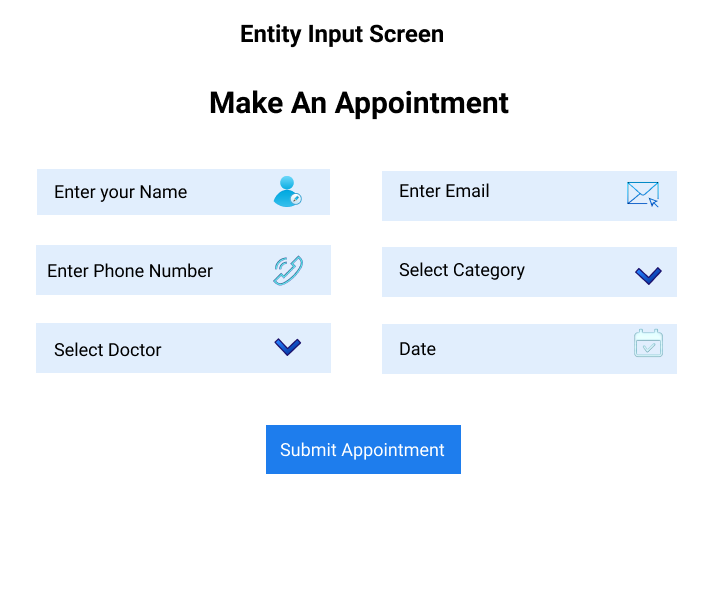 Entity Input Screen
Make An Appointment
Enter your Name
Enter Email
Enter Phone Number
Select Category
Select Doctor
Date
Submit Appointment